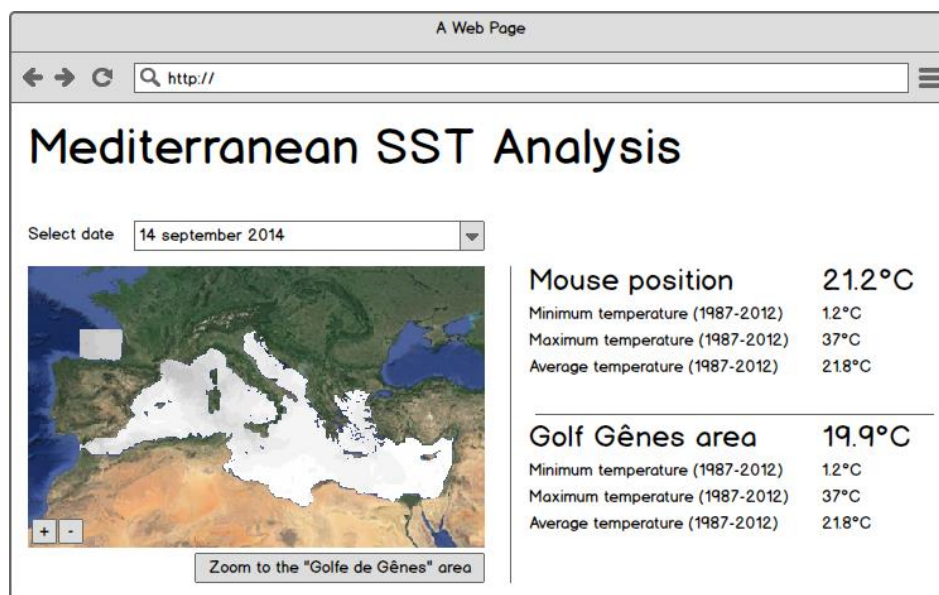 A Web Page
http://
Mediterranean SST Analysis
Select date 14 september 2014
Mouse position 21.2°C
Minimum temperature (1987-2012) 1.2°C
Maximum temperature (1987-2012) 37°C
Average temperature (1987-2012) 21.8°C
Golf Gênes area 19.9°C
Minimum temperature (1987-2012) 1.2°C
Maximum temperature (1987-2012) 37°C
Average temperature (1987-2012) 21.8°C
+ -
Zoom to the "Golfe de Gênes" area